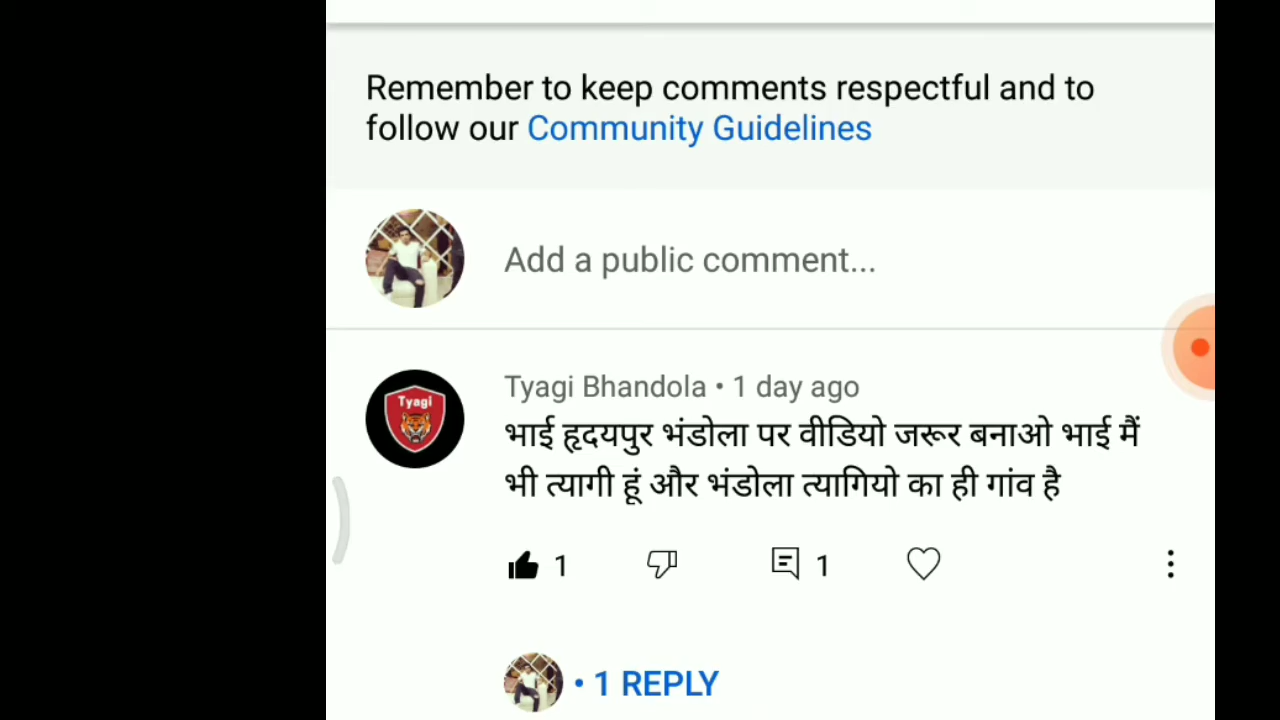 Remember to keep comments respectful and to
follow our Community Guidelines
Add a public comment...
Tyagi
Tyagi Bhandola • 1 day ago
भाई हृदयपुर भंडोला पर वीडियो जरूर बनाओ भाई मैं
भी त्यागी हूं और भंडोला त्यागियो का ही गांव है
1 1
• 1 REPLY